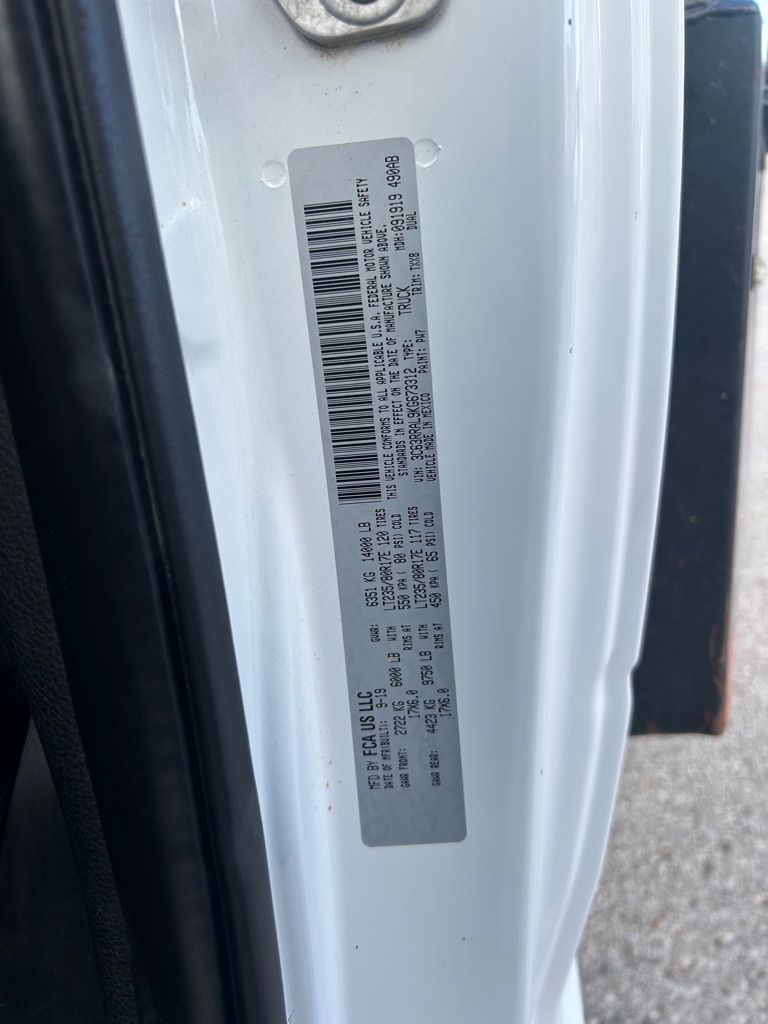 MFD BY FCA US LLC
DATE OF MFR(BUILT): 9-19 GVWR: 6351 KG 14000 LB
GAWR FRONT: 2722 KG 6000 LB WITH LT235/80R17E 120 TIRES
17X6.0 RIMS AT 550 KPA ( 80 PSI) COLD
GAWR REAR: 4423 KG 9750 LB WITH LT235/80R17E 117 TIRES
17X6.0 RIMS AT 450 KPA ( 65 PSI) COLD
THIS VEHICLE CONFORMS TO ALL APPLICABLE U.S.A. FEDERAL MOTOR VEHICLE SAFETY
STANDARDS IN EFFECT ON THE DATE OF MANUFACTURE SHOWN ABOVE.
VIN: 3C63RRAL9KG673312 TYPE: TRUCK MDH:091919 490AB
DUAL
VEHICLE MADE IN MEXICO PAINT: PW7 TRIM: TXX8